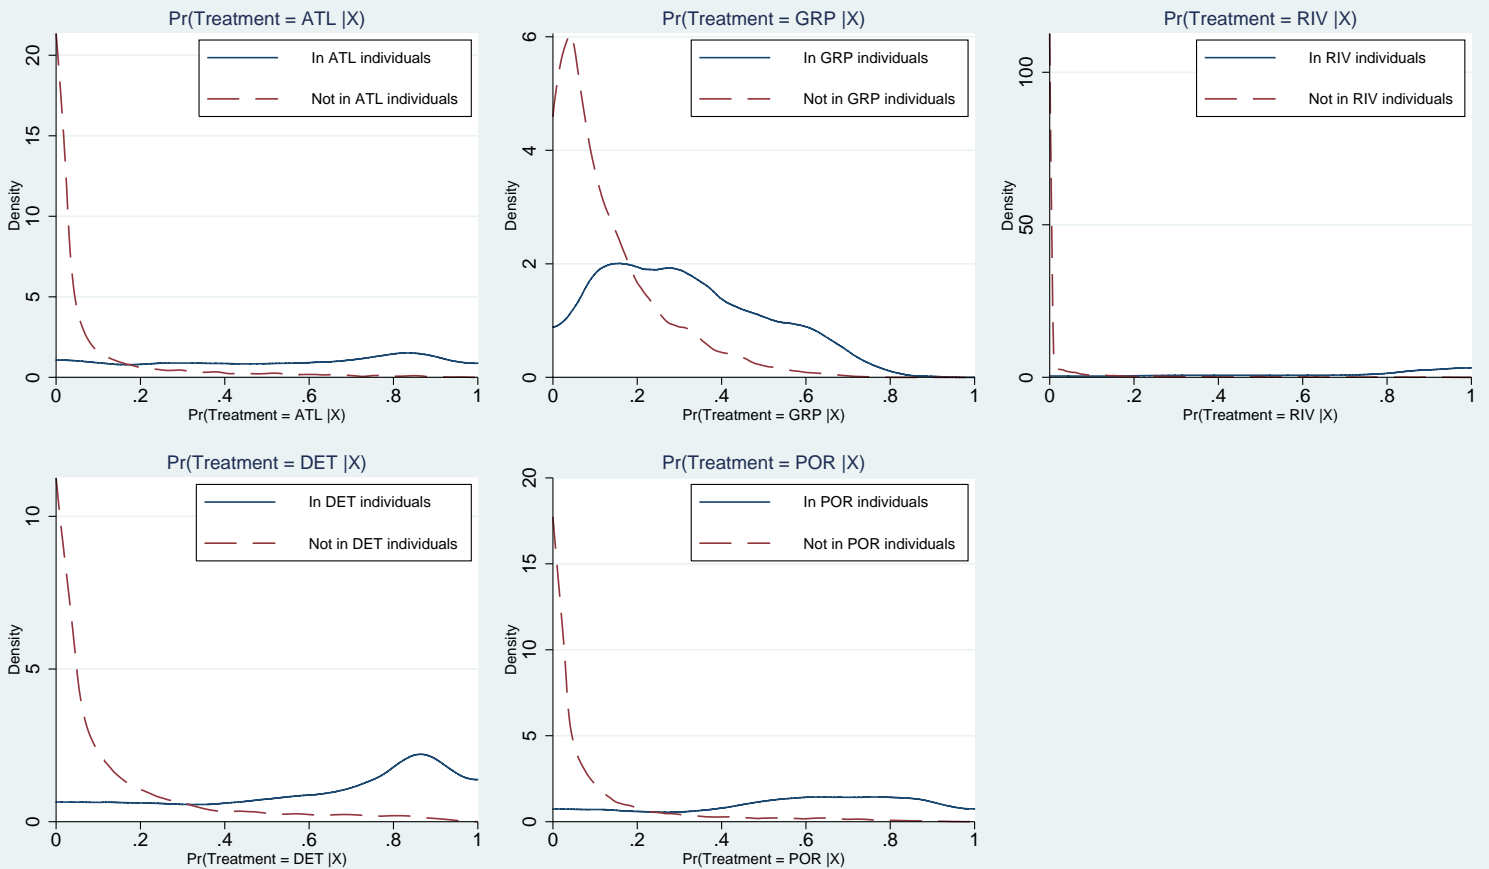 Pr(Treatment = ATL |X)
In ATL individuals
Not in ATL individuals
Density
20
15
10
5
0
0 .2 .4 .6 .8 1
Pr(Treatment = ATL |X)
Pr(Treatment = GRP |X)
In GRP individuals
Not in GRP individuals
Density
6
4
2
0
0 .2 .4 .6 .8 1
Pr(Treatment = GRP |X)
Pr(Treatment = RIV |X)
In RIV individuals
Not in RIV individuals
Density
100
50
0
0 .2 .4 .6 .8 1
Pr(Treatment = RIV |X)
Pr(Treatment = DET |X)
In DET individuals
Not in DET individuals
Density
10
5
0
0 .2 .4 .6 .8 1
Pr(Treatment = DET |X)
Pr(Treatment = POR |X)
In POR individuals
Not in POR individuals
Density
20
15
10
5
0
0 .2 .4 .6 .8 1
Pr(Treatment = POR |X)